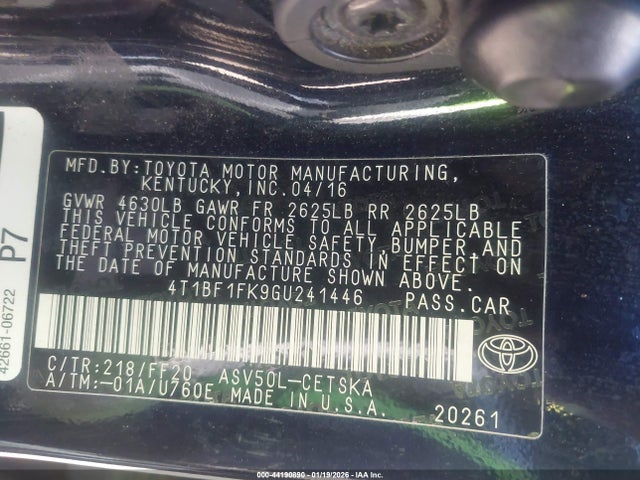 MFD.BY:TOYOTA MOTOR MANUFACTURING,
KENTUCKY, INC. 04/16
GVWR 4630LB GAWR FR 2625LB RR 2625LB
THIS VEHICLE CONFORMS TO ALL APPLICABLE
FEDERAL MOTOR VEHICLE SAFETY, BUMPER, AND
THEFT PREVENTION STANDARDS IN EFFECT ON
THE DATE OF MANUFACTURE SHOWN ABOVE.
4T1BF1FK9GU241446 PASS.CAR
C/TR:218/FF20 ASV50L-CETSKA
A/TM:-01A/U760E MADE IN U.S.A.
20261
TOYOTA
P7
42661-06722
000-44190890 - 01/19/2026 - IAA Inc.